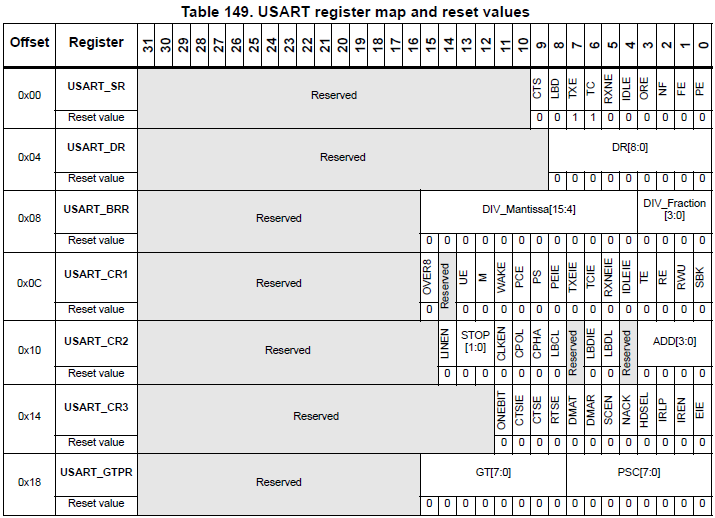 Table 149. USART register map and reset values
Offset Register 31 30 29 28 27 26 25 24 23 22 21 20 19 18 17 16 15 14 13 12 11 10 9 8 7 6 5 4 3 2 1 0
0x00 USART_SR Reserved CTS LBD TXE TC RXNE IDLE ORE NF FE PE
Reset value 0 0 1 1 0 0 0 0 0 0
0x04 USART_DR Reserved DR[8:0]
Reset value 0 0 0 0 0 0 0 0 0
0x08 USART_BRR Reserved DIV_Mantissa[15:4] DIV_Fraction
[3:0]
Reset value 0 0 0 0 0 0 0 0 0 0 0 0 0 0 0 0
0x0C USART_CR1 Reserved OVER8 Reserved UE M WAKE PCE PS PEIE TXEIE TCIE RXNEIE IDLEIE TE RE RWU SBK
Reset value 0 0 0 0 0 0 0 0 0 0 0 0 0 0 0
0x10 USART_CR2 Reserved LINEN STOP
[1:0] CLKEN CPOL CPHA LBCL Reserved LBDIE LBDL Reserved ADD[3:0]
Reset value 0 0 0 0 0 0 0 0 0 0 0 0 0
0x14 USART_CR3 Reserved ONEBIT CTSIE CTSE RTSE DMAT DMAR SCEN NACK HDSEL IRLP IREN EIE
Reset value 0 0 0 0 0 0 0 0 0 0 0 0
0x18 USART_GTPR Reserved GT[7:0] PSC[7:0]
Reset value 0 0 0 0 0 0 0 0 0 0 0 0 0 0 0 0